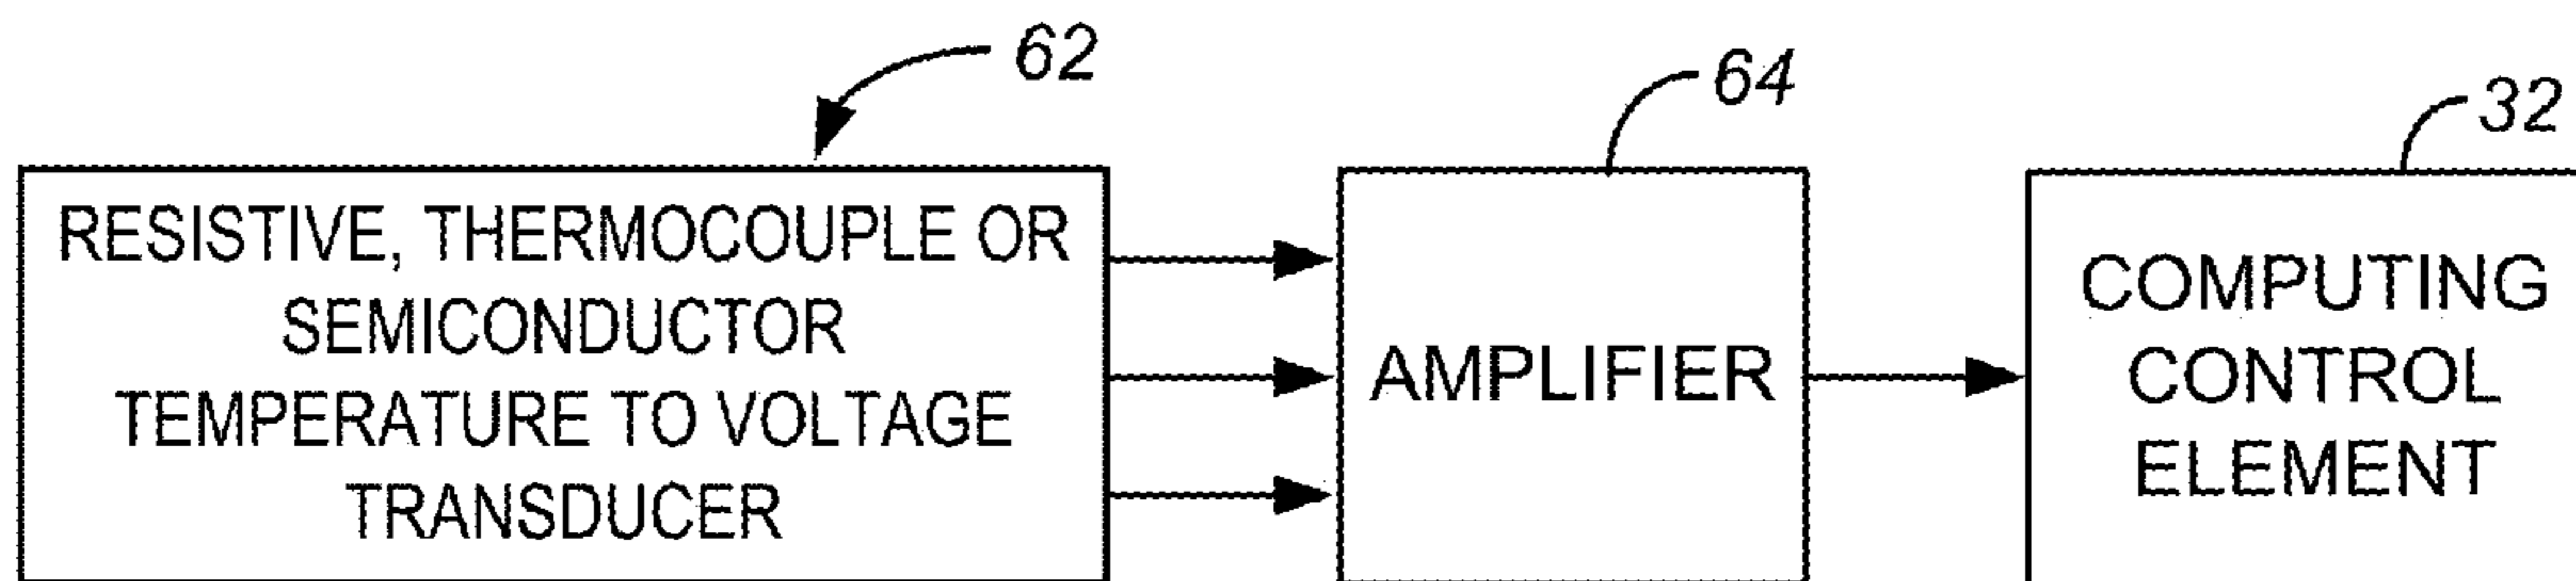 62
64
32
RESISTIVE, THERMOCOUPLE OR
SEMICONDUCTOR
TEMPERATURE TO VOLTAGE
TRANSDUCER
AMPLIFIER
COMPUTING
CONTROL
ELEMENT